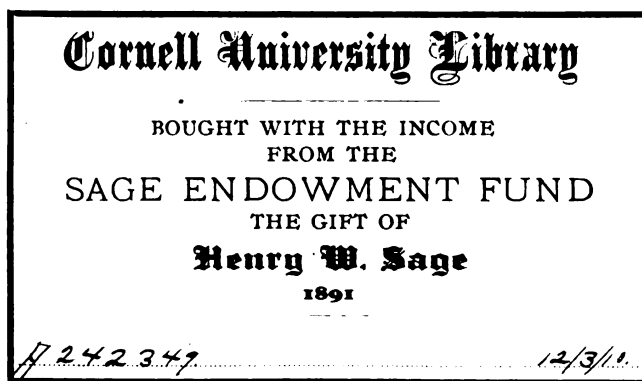 Cornell University Library
BOUGHT WITH THE INCOME
FROM THE
SAGE ENDOWMENT FUND
THE GIFT OF
Henry W. Sage
1891
A 242349 12/3/10.